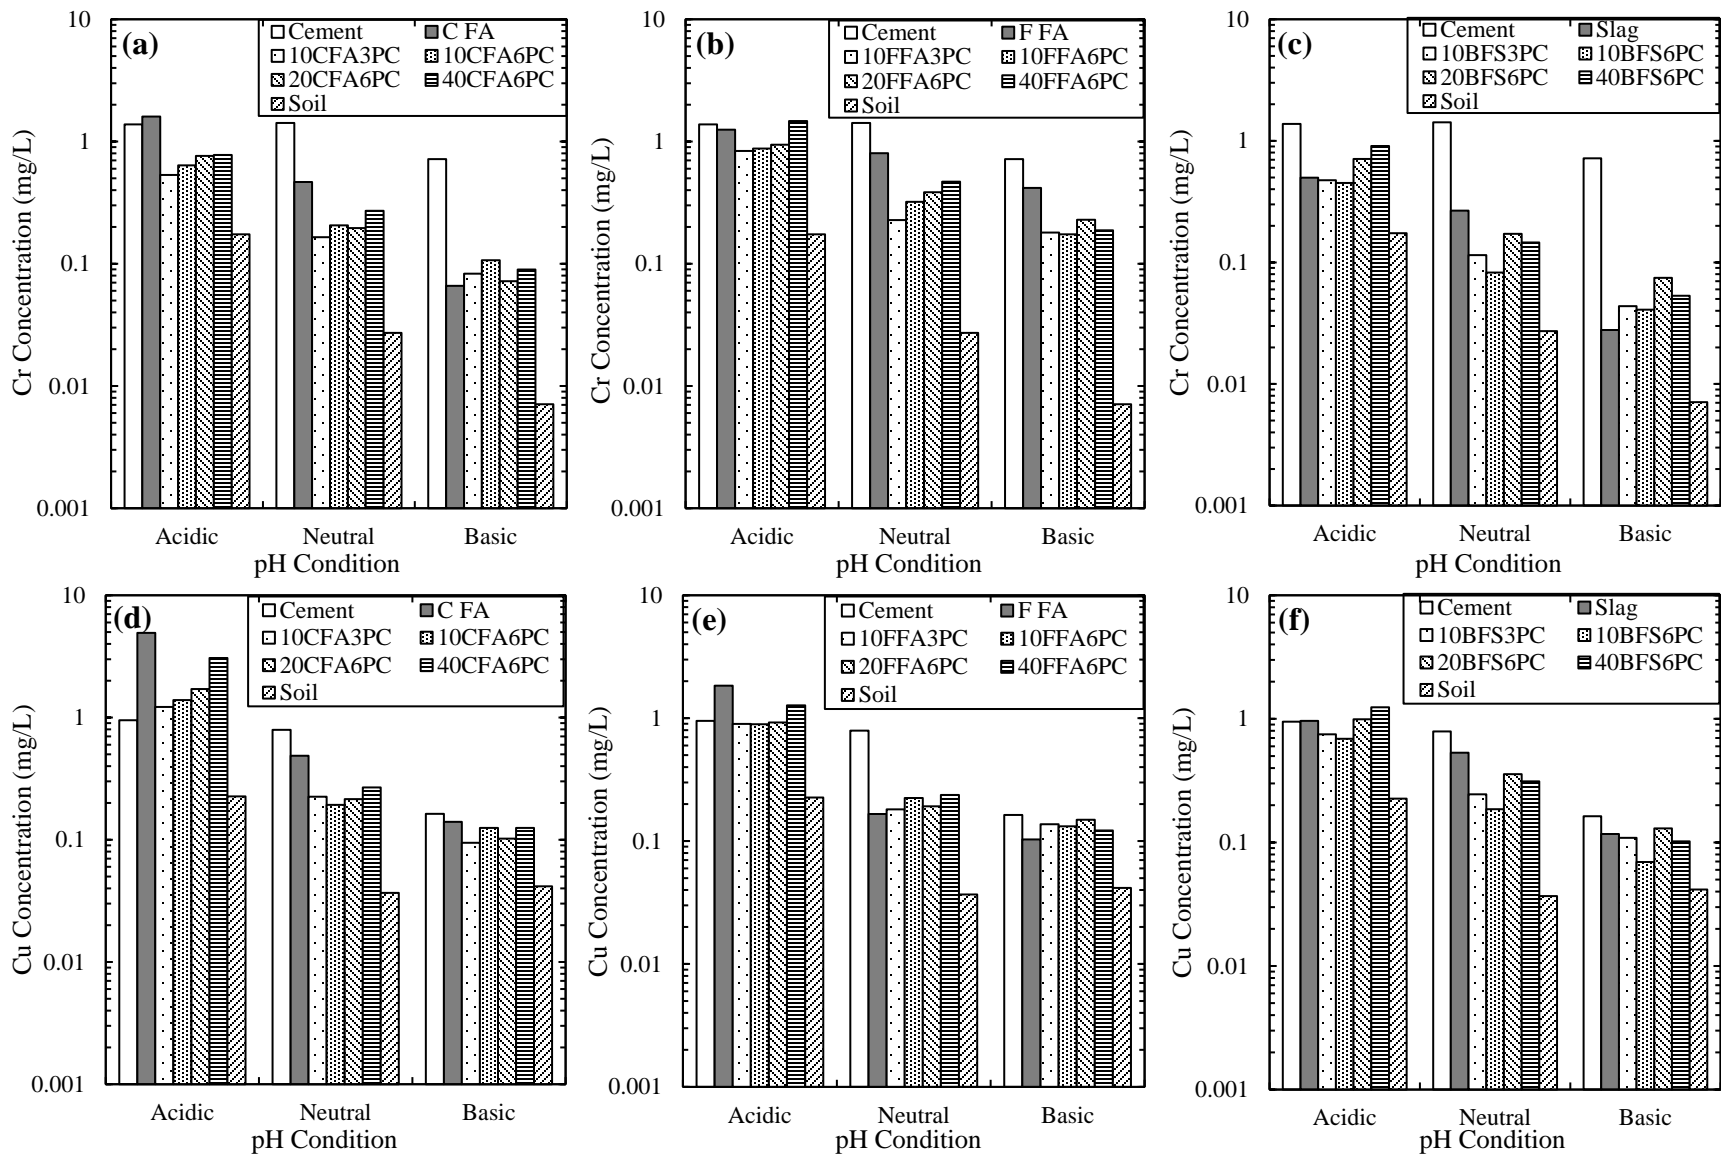 (a)
Cement C FA
10CFA3PC 10CFA6PC
20CFA6PC 40CFA6PC
Soil
10
1
0.1
0.01
0.001
Cr Concentration (mg/L)
Acidic Neutral Basic
pH Condition
(b)
Cement F FA
10FFA3PC 10FFA6PC
20FFA6PC 40FFA6PC
Soil
10
1
0.1
0.01
0.001
Cr Concentration (mg/L)
Acidic Neutral Basic
pH Condition
(c)
Cement Slag
10BFS3PC 10BFS6PC
20BFS6PC 40BFS6PC
Soil
10
1
0.1
0.01
0.001
Cr Concentration (mg/L)
Acidic Neutral Basic
pH Condition
(d)
Cement C FA
10CFA3PC 10CFA6PC
20CFA6PC 40CFA6PC
Soil
10
1
0.1
0.01
0.001
Cu Concentration (mg/L)
Acidic Neutral Basic
pH Condition
(e)
Cement F FA
10FFA3PC 10FFA6PC
20FFA6PC 40FFA6PC
Soil
10
1
0.1
0.01
0.001
Cu Concentration (mg/L)
Acidic Neutral Basic
pH Condition
(f)
Cement Slag
10BFS3PC 10BFS6PC
20BFS6PC 40BFS6PC
Soil
10
1
0.1
0.01
0.001
Cu Concentration (mg/L)
Acidic Neutral Basic
pH Condition